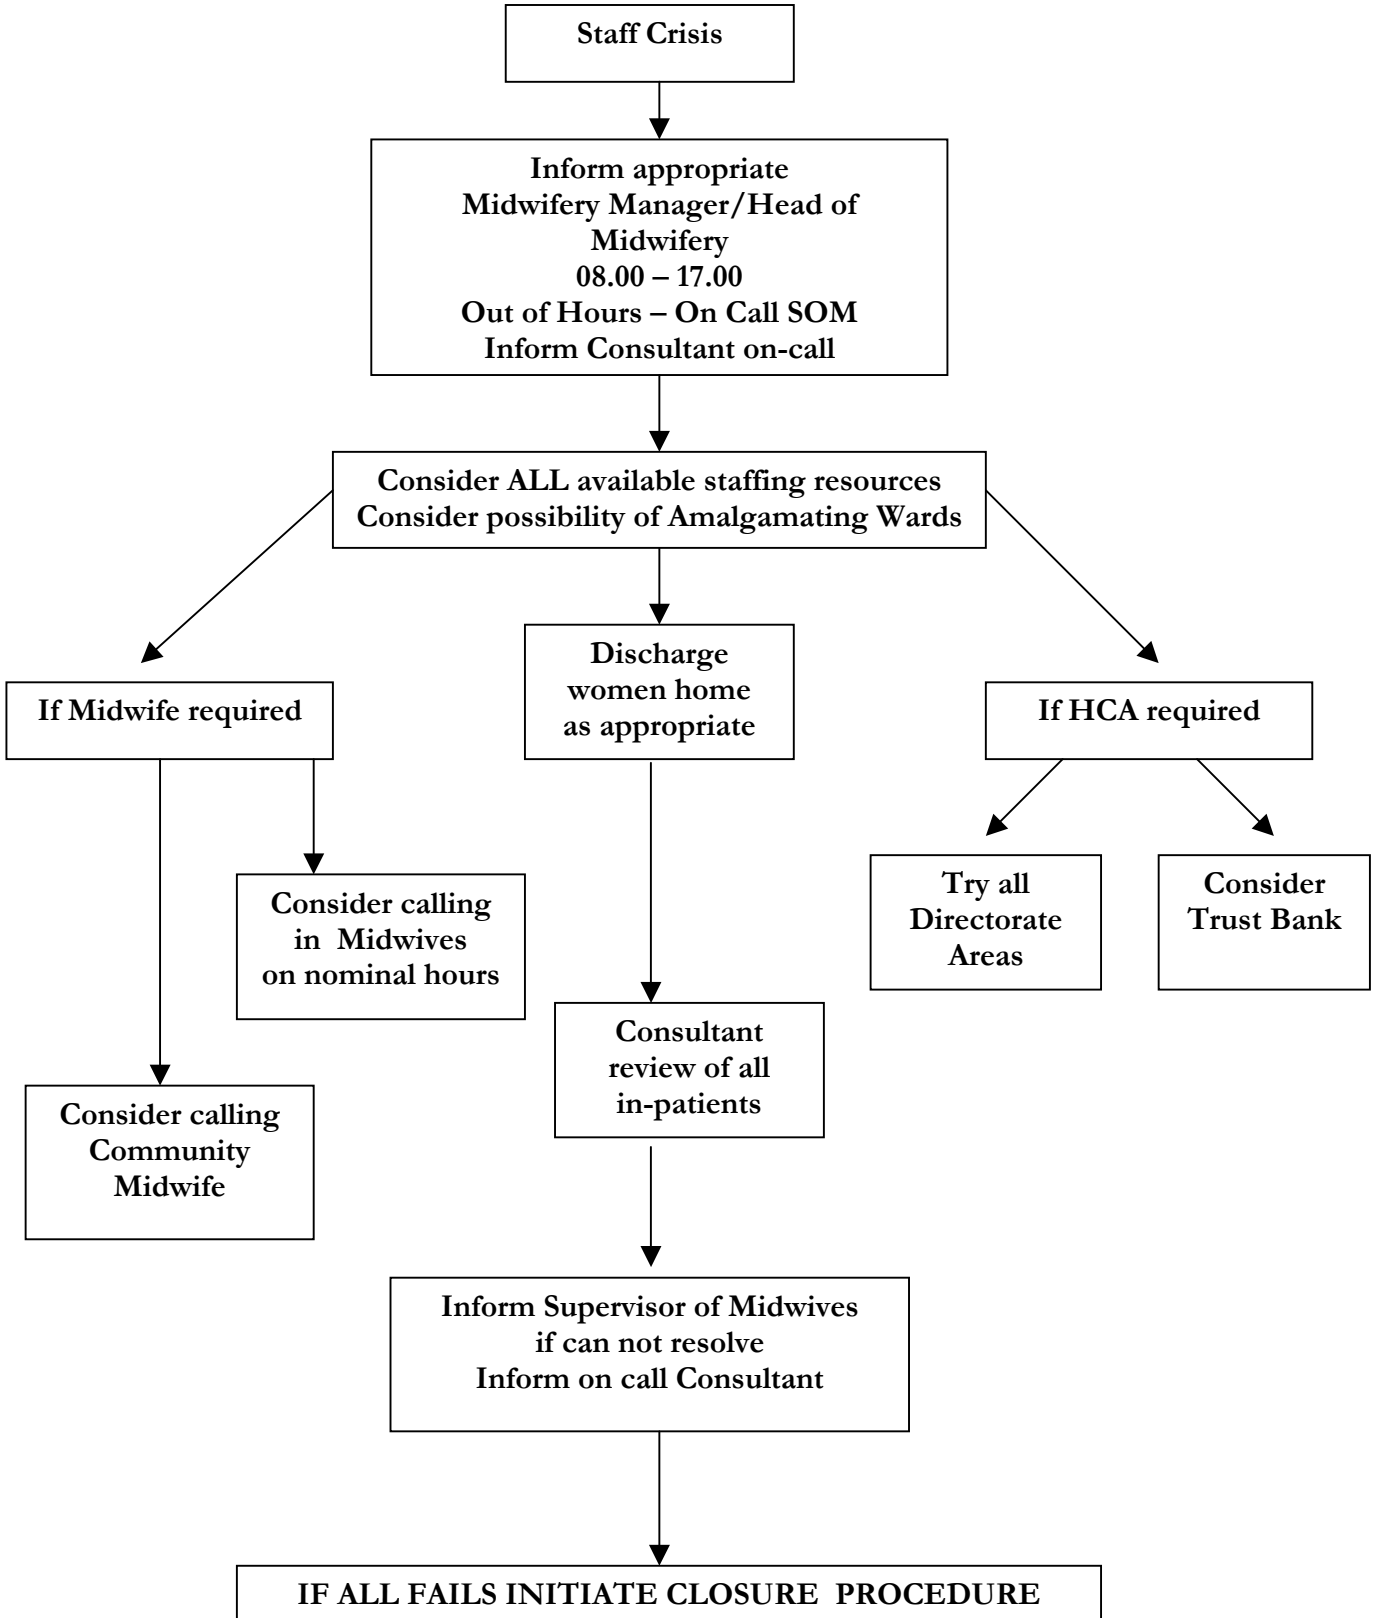 Staff Crisis
Inform appropriate
Midwifery Manager/Head of
Midwifery
08.00 – 17.00
Out of Hours – On Call SOM
Inform Consultant on-call
Consider ALL available staffing resources
Consider possibility of Amalgamating Wards
If Midwife required
Discharge
women home
as appropriate
If HCA required
Consider calling
in Midwives
on nominal hours
Try all
Directorate
Areas
Consider
Trust Bank
Consultant
review of all
in-patients
Consider calling
Community
Midwife
Inform Supervisor of Midwives
if can not resolve
Inform on call Consultant
IF ALL FAILS INITIATE CLOSURE PROCEDURE